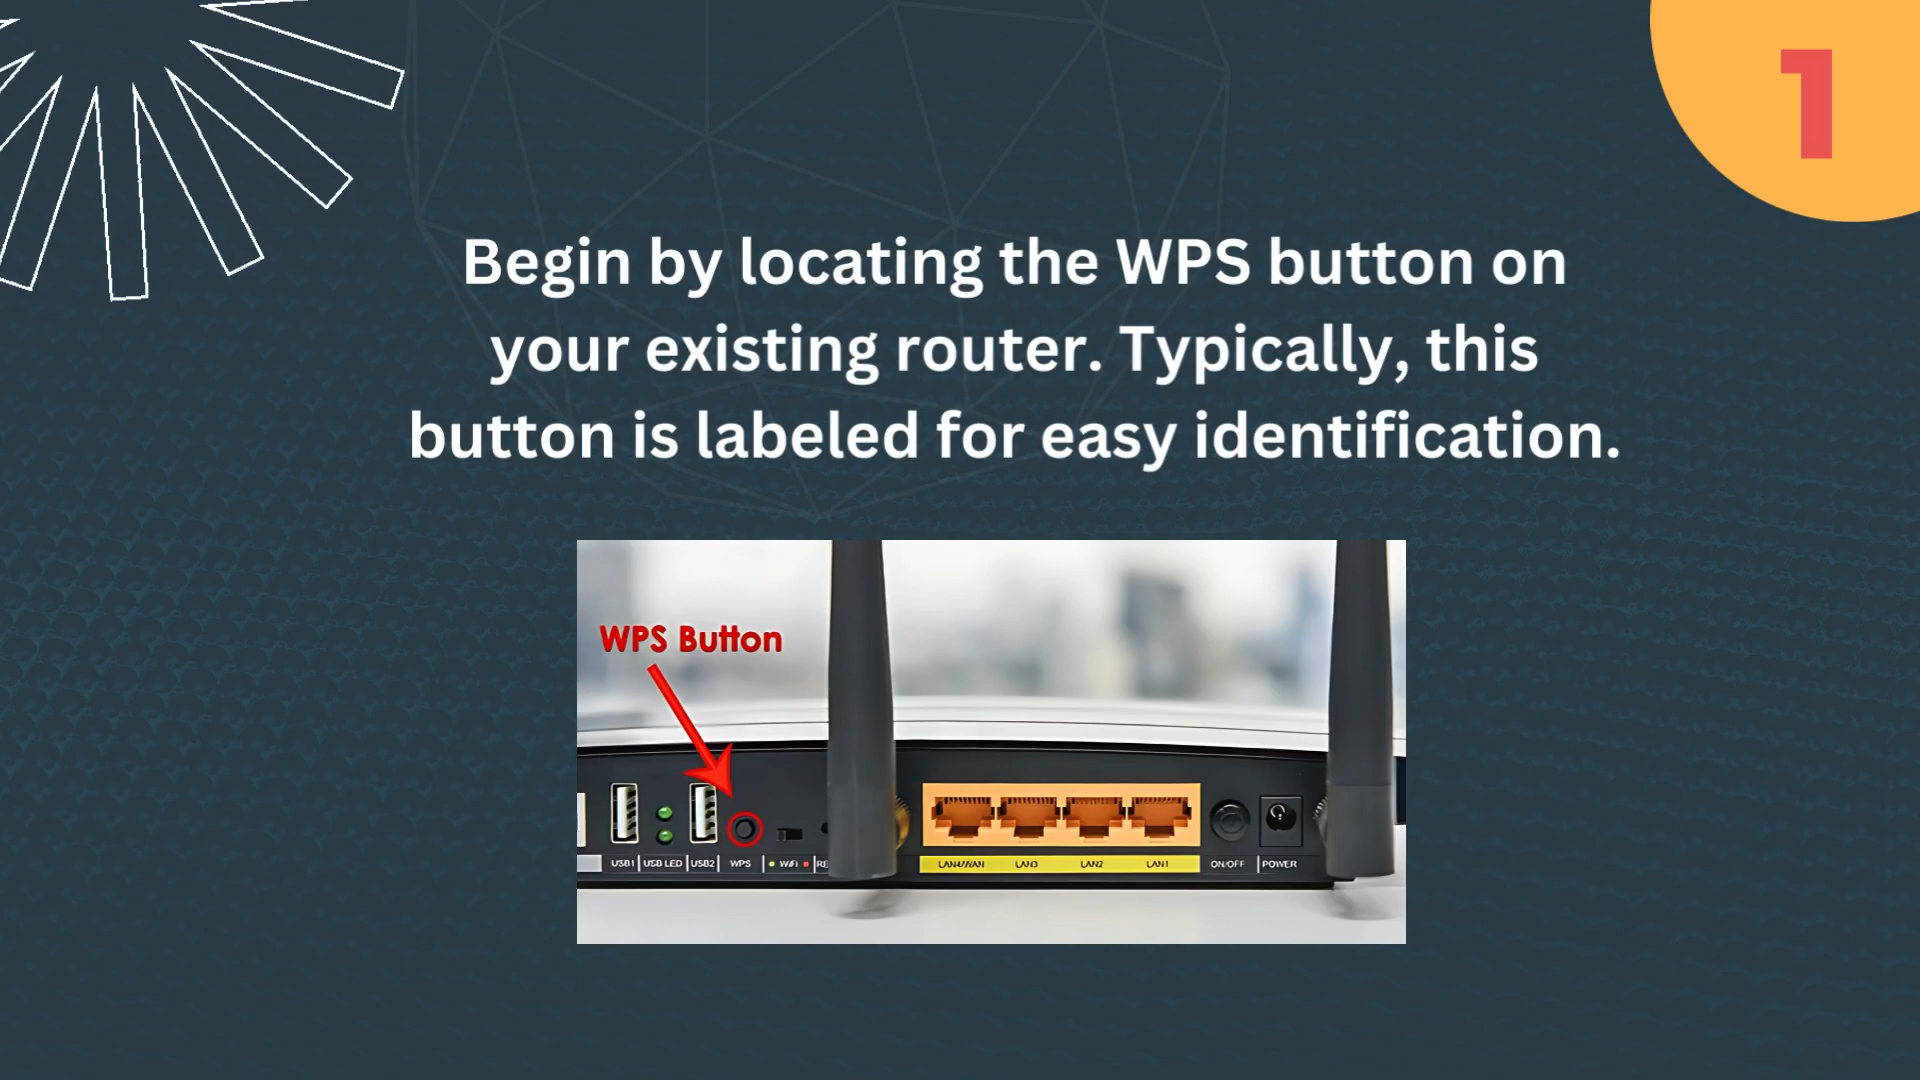 1
Begin by locating the WPS button on
your existing router. Typically, this
button is labeled for easy identification.
WPS Button
USB1 USB LED USB2 WPS WiFi RE
LAN4/WAN LAN3 LAN2 LAN1 ON/OFF POWER